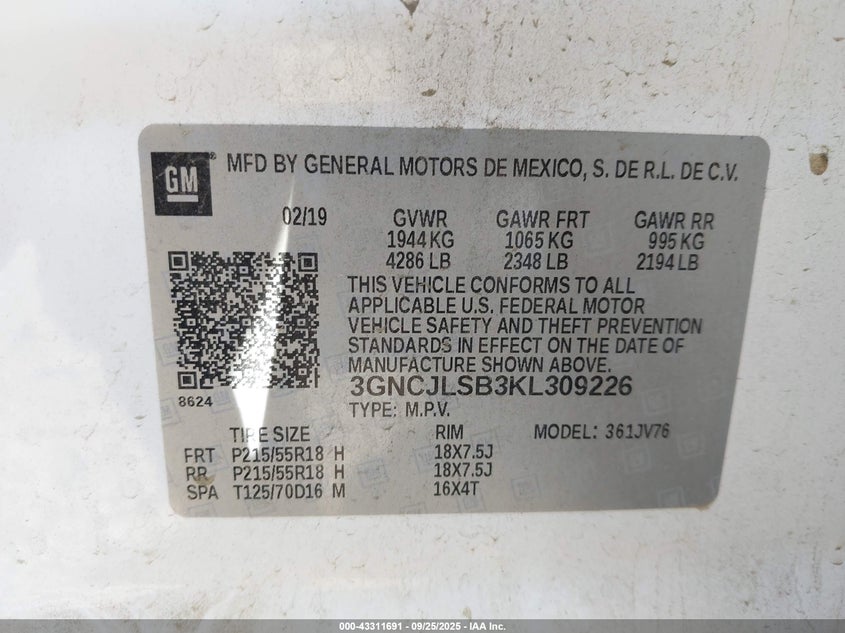 GM
MFD BY GENERAL MOTORS DE MEXICO, S. DE R.L. DE C.V.
02/19 GVWR GAWR FRT GAWR RR
1944 KG 1065 KG 995 KG
4286 LB 2348 LB 2194 LB
THIS VEHICLE CONFORMS TO ALL
APPLICABLE U.S. FEDERAL MOTOR
VEHICLE SAFETY AND THEFT PREVENTION
STANDARDS IN EFFECT ON THE DATE OF
MANUFACTURE SHOWN ABOVE.
3GNCJLSB3KL309226
8624
TYPE: M.P.V.
TIRE SIZE RIM MODEL: 361JV76
FRT P215/55R18 H 18X7.5J
RR P215/55R18 H 18X7.5J
SPA T125/70D16 M 16X4T
000-43311691 - 09/25/2025 - IAA Inc.